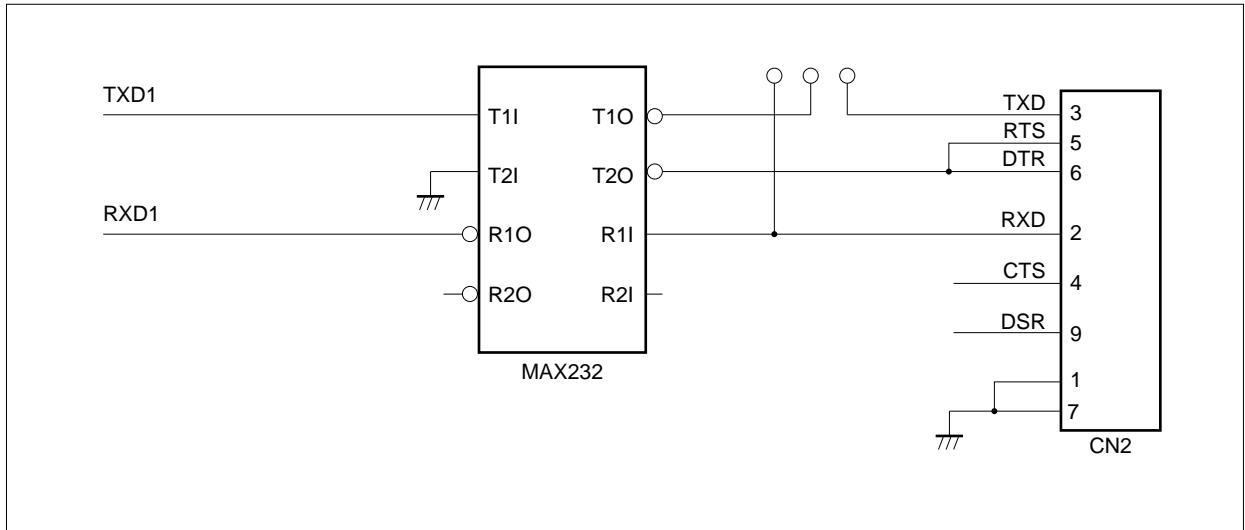 TXD1
T1I
T1O
TXD
3
RTS
5
DTR
6
T2I
T2O
RXD1
R1O
R1I
RXD
2
CTS
4
R2O
R2I
DSR
9
MAX232
1
7
CN2